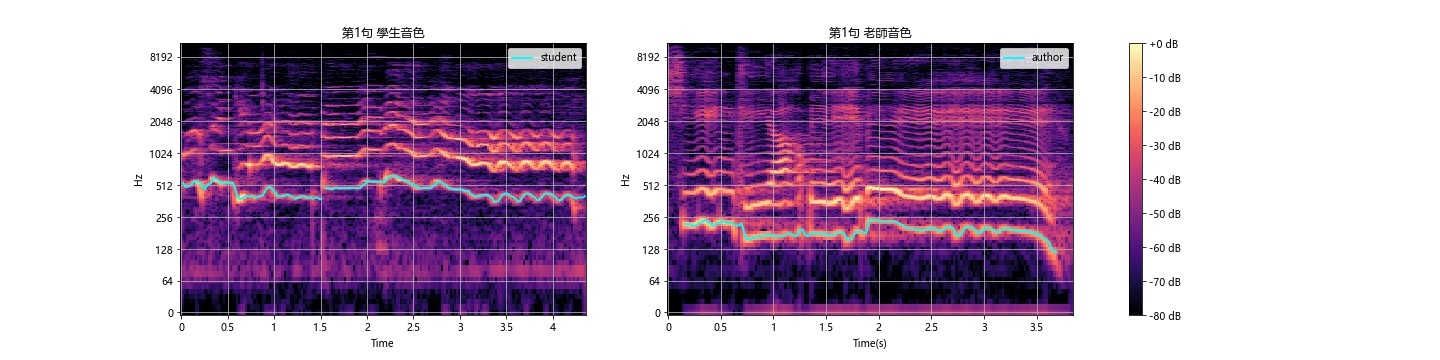 第1句 學生音色
student
8192
4096
2048
1024
512
256
128
64
0
Hz
0 0.5 1 1.5 2 2.5 3 3.5 4
Time
第1句 老師音色
author
8192
4096
2048
1024
512
256
128
64
0
Hz
0 0.5 1 1.5 2 2.5 3 3.5
Time(s)
+0 dB
-10 dB
-20 dB
-30 dB
-40 dB
-50 dB
-60 dB
-70 dB
-80 dB